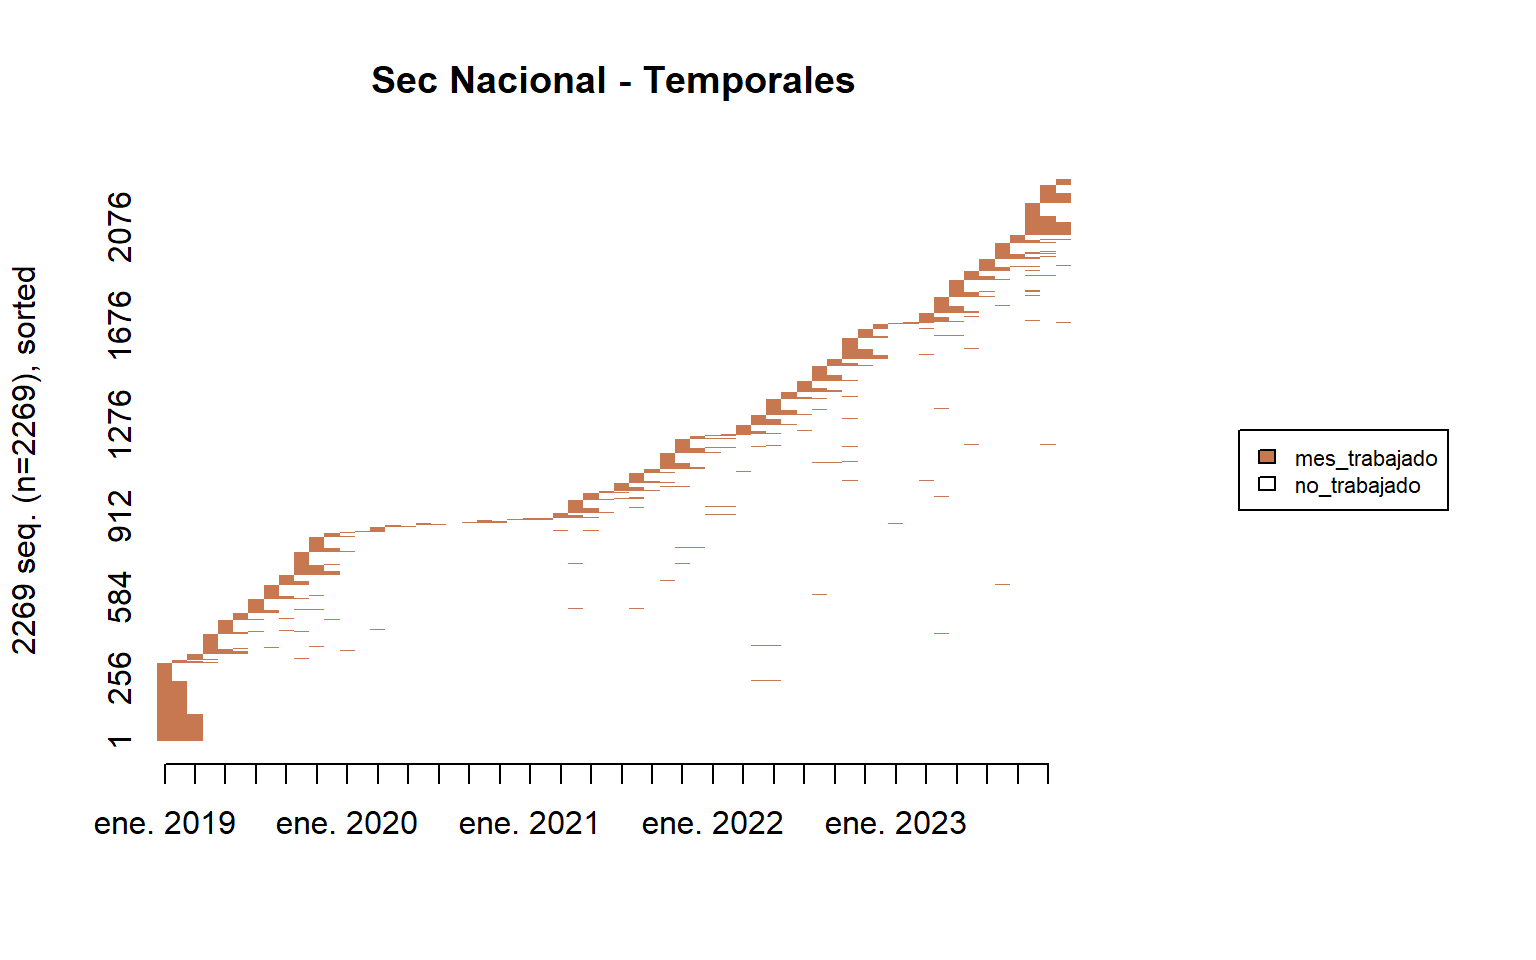 Sec Nacional - Temporales
2269 seq. (n=2269), sorted
2076
1676
1276
912
584
256
1
mes_trabajado
no_trabajado
ene. 2019 ene. 2020 ene. 2021 ene. 2022 ene. 2023